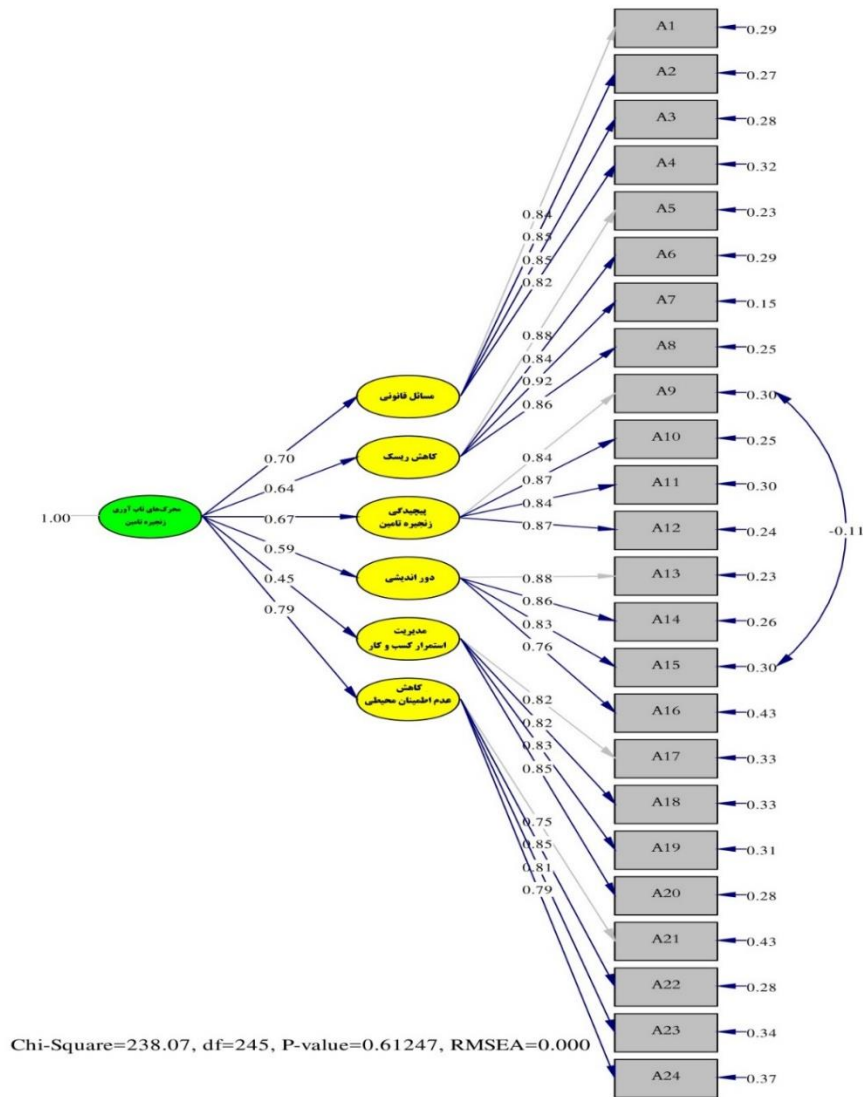 A1
0.29
A2
0.27
A3
0.28
A4
0.32
A5
0.23
A6
0.29
A7
0.15
A8
0.25
A9
0.30
A10
0.25
A11
0.30
A12
0.24
A13
0.23
A14
0.26
A15
0.30
A16
0.43
A17
0.33
A18
0.33
A19
0.31
A20
0.28
A21
0.43
A22
0.28
A23
0.34
A24
0.37
-0.11
0.84
0.85
0.85
0.82
0.88
0.84
0.92
0.86
0.84
0.87
0.84
0.87
0.88
0.86
0.83
0.76
0.82
0.82
0.83
0.85
0.75
0.85
0.81
0.79
مسائل قانونی
کاهش ریسک
پیچیدگی
زنجیره تامین
دور اندیشی
مدیریت
استمرار کسب و کار
کاهش
عدم اطمینان محیطی
0.70
0.64
0.67
0.59
0.45
0.79
1.00
محرک‌های تاب آوری
زنجیره تامین
Chi-Square=238.07, df=245, P-value=0.61247, RMSEA=0.000